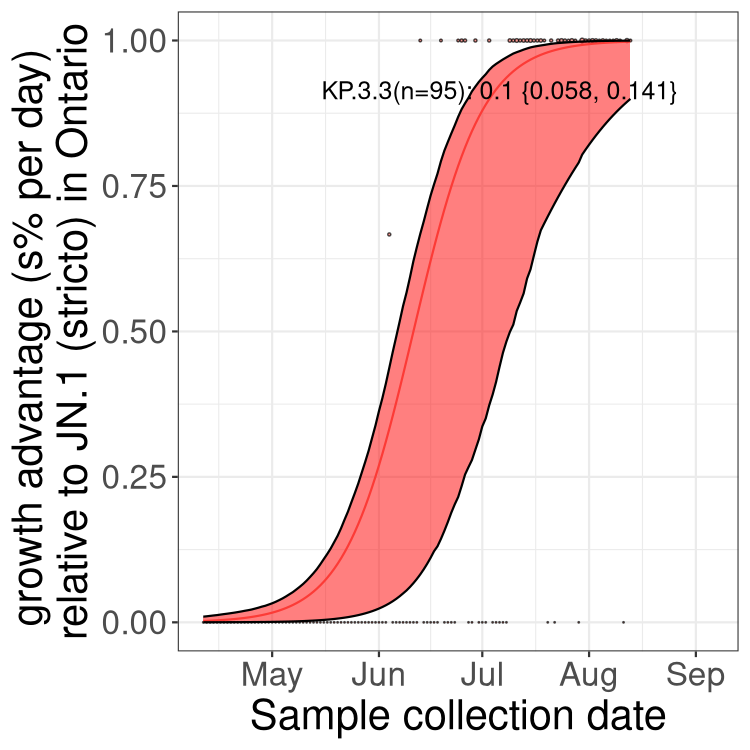 growth advantage (s% per day)
relative to JN.1 (stricto) in Ontario
1.00
0.75
0.50
0.25
0.00
KP.3.3(n=95): 0.1 {0.058, 0.141}
May Jun Jul Aug Sep
Sample collection date